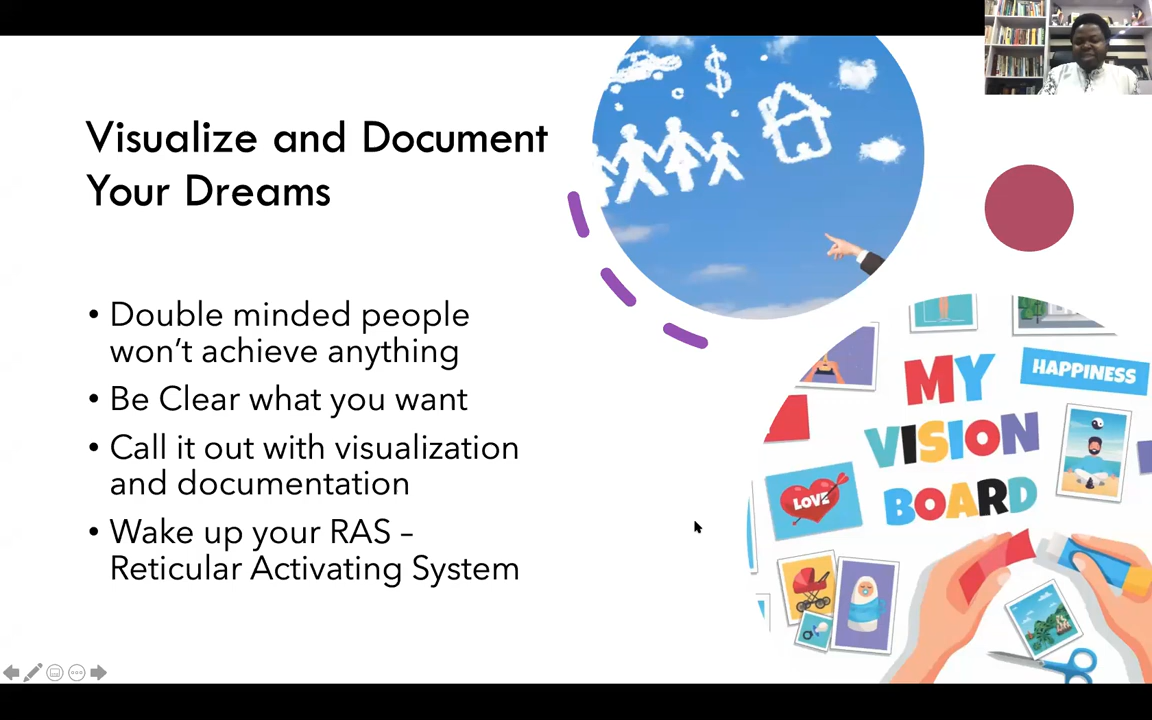 Visualize and Document
Your Dreams
• Double minded people
won't achieve anything
• Be Clear what you want
• Call it out with visualization
and documentation
• Wake up your RAS –
Reticular Activating System
$
HAPPINESS
MY
VISION
BOARD
LOVE